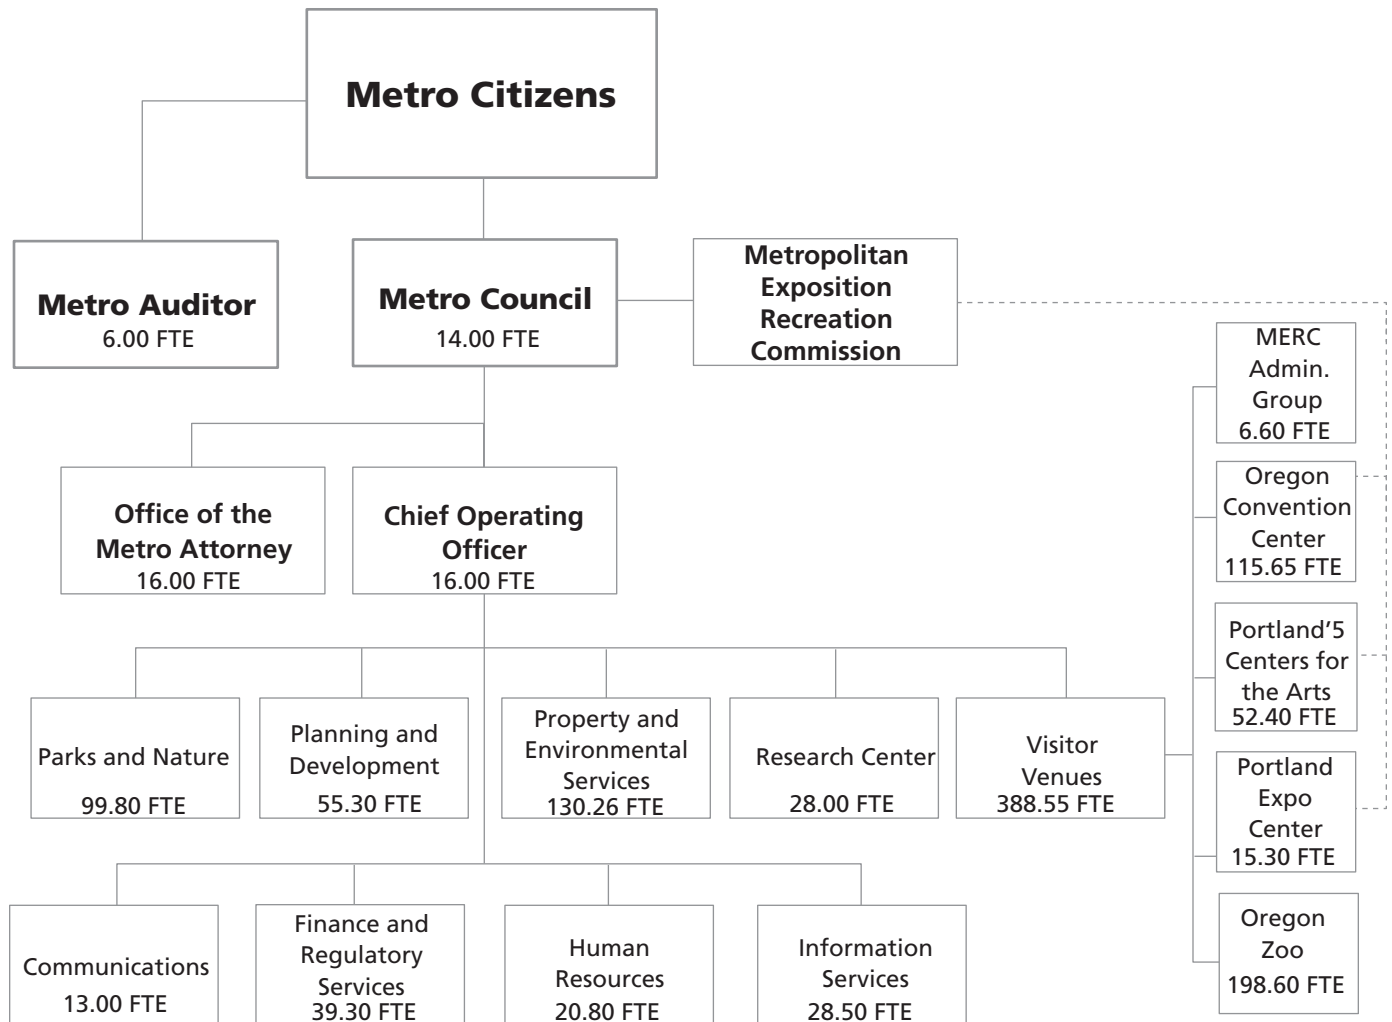 Metro Citizens
Metro Auditor
6.00 FTE
Metro Council
14.00 FTE
Metropolitan
Exposition
Recreation
Commission
Office of the
Metro Attorney
16.00 FTE
Chief Operating
Officer
16.00 FTE
Parks and Nature
99.80 FTE
Planning and
Development
55.30 FTE
Property and
Environmental
Services
130.26 FTE
Research Center
28.00 FTE
Visitor
Venues
388.55 FTE
MERC
Admin.
Group
6.60 FTE
Oregon
Convention
Center
115.65 FTE
Portland'5
Centers for
the Arts
52.40 FTE
Portland
Expo
Center
15.30 FTE
Oregon
Zoo
198.60 FTE
Communications
13.00 FTE
Finance and
Regulatory
Services
39.30 FTE
Human
Resources
20.80 FTE
Information
Services
28.50 FTE